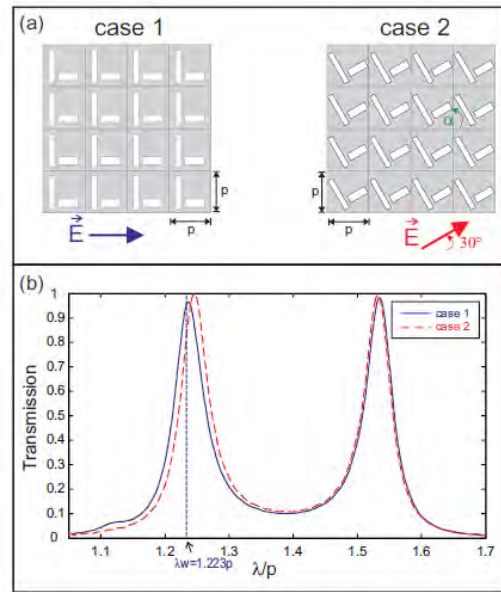 (a)
case 1
case 2
α
p
p
p
p
E
E
30°
(b)
1
0.9
0.8
0.7
0.6
0.5
0.4
0.3
0.2
0.1
0
Transmission
case 1
case 2
1.1
1.2
1.3
1.4
1.5
1.6
1.7
λw=1.223p
λ/p